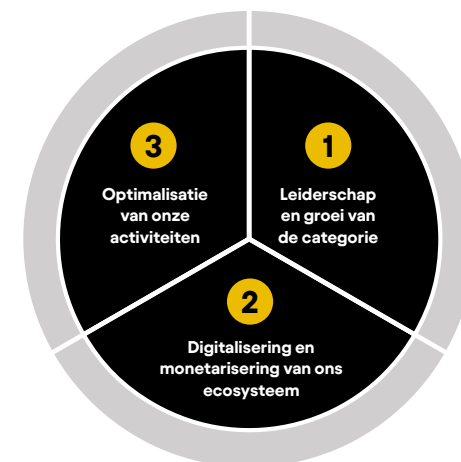 1
Leiderschap
en groei van
de categorie
2
Digitalisering en
monetarisering van ons
ecosysteem
3
Optimalisatie
van onze
activiteiten